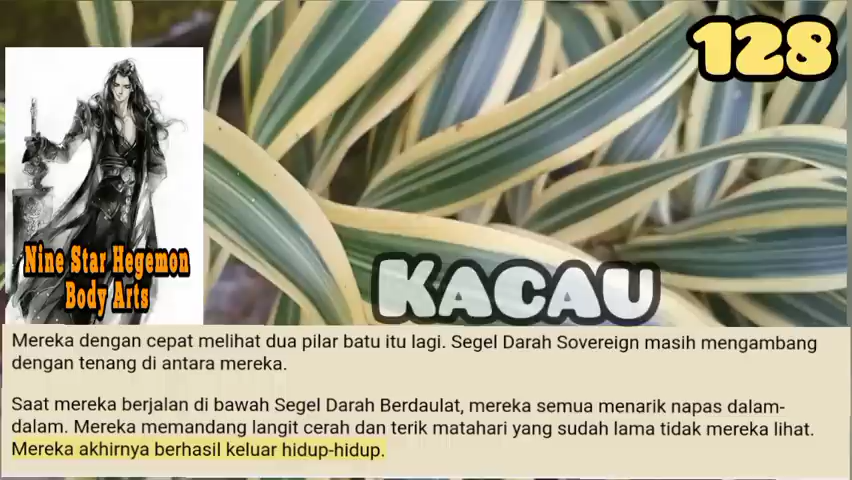 128
Nine Star Hegemon
Body Arts
KACAU
Mereka dengan cepat melihat dua pilar batu itu lagi. Segel Darah Sovereign masih mengambang
dengan tenang di antara mereka.
Saat mereka berjalan di bawah Segel Darah Berdaulat, mereka semua menarik napas dalam-
dalam. Mereka memandang langit cerah dan terik matahari yang sudah lama tidak mereka lihat.
Mereka akhirnya berhasil keluar hidup-hidup.